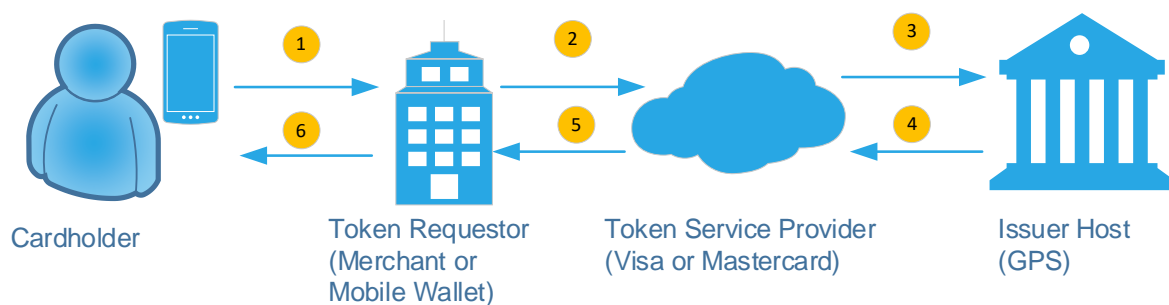 1
2
3
6
5
4
Cardholder
Token Requestor
(Merchant or
Mobile Wallet)
Token Service Provider
(Visa or Mastercard)
Issuer Host
(GPS)